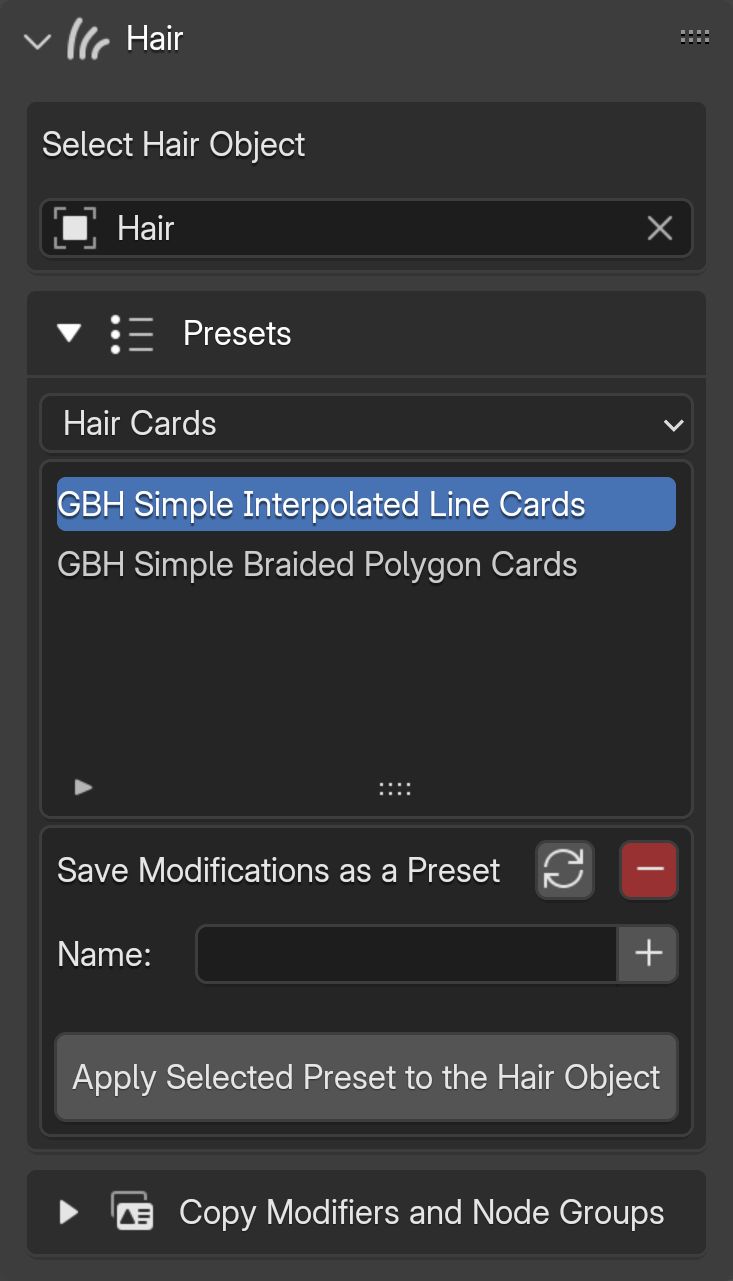 Hair
Select Hair Object
Hair
Presets
Hair Cards
GBH Simple Interpolated Line Cards
GBH Simple Braided Polygon Cards
Save Modifications as a Preset
Name:
Apply Selected Preset to the Hair Object
Copy Modifiers and Node Groups